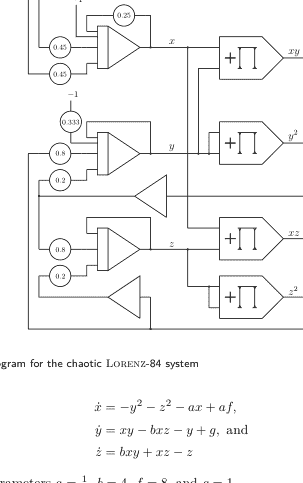 0.25
0.45
x
+∏
xy
0.45
−1
0.333
+∏
y²
0.8
y
0.2
+∏
xz
0.8
z
0.2
+∏
z²
ogram for the chaotic LORENZ-84 system
ẋ = −y² − z² − ax + af,
ẏ = xy − bxz − y + g, and
ż = bxy + xz − z